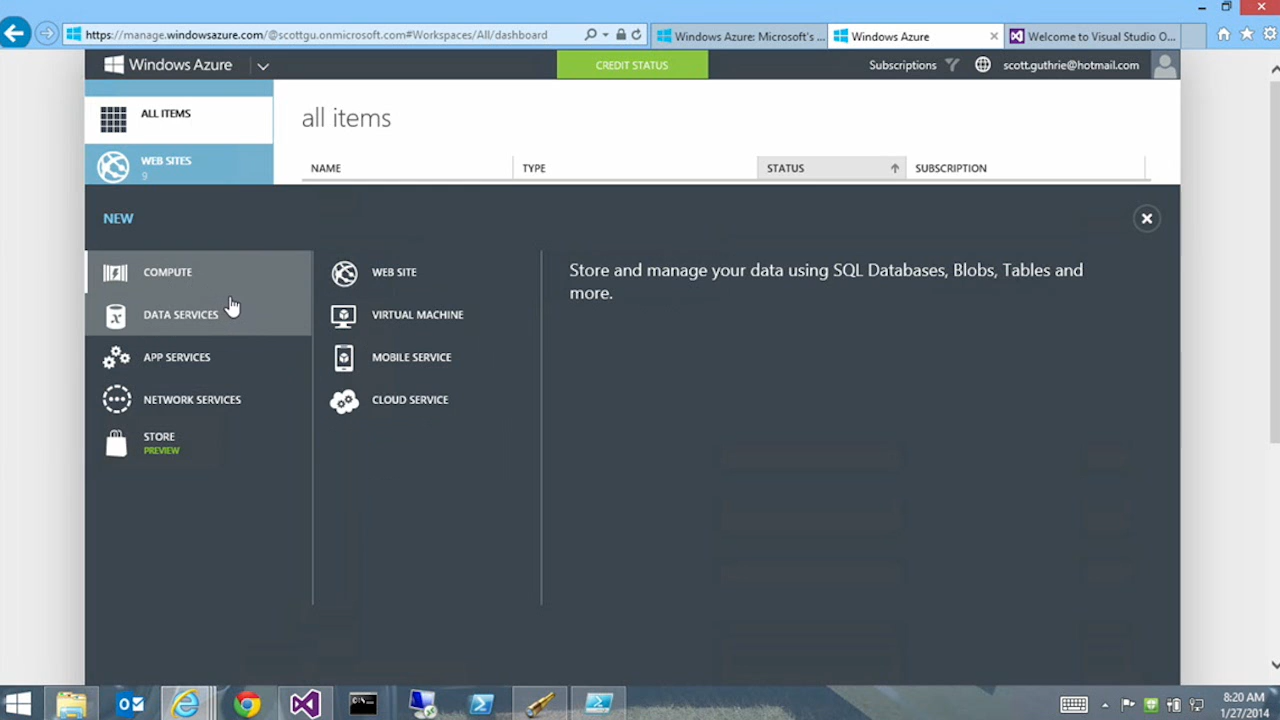 https://manage.windowsazure.com/@scottgu.onmicrosoft.com#Workspaces/All/dashboard
Windows Azure: Microsoft's ...
Windows Azure
Welcome to Visual Studio O...
Windows Azure
CREDIT STATUS
Subscriptions
scott.guthrie@hotmail.com
ALL ITEMS
all items
WEB SITES
9
NAME
TYPE
STATUS
SUBSCRIPTION
NEW
COMPUTE
DATA SERVICES
APP SERVICES
NETWORK SERVICES
STORE
PREVIEW
WEB SITE
VIRTUAL MACHINE
MOBILE SERVICE
CLOUD SERVICE
Store and manage your data using SQL Databases, Blobs, Tables and
more.
8:20 AM
1/27/2014